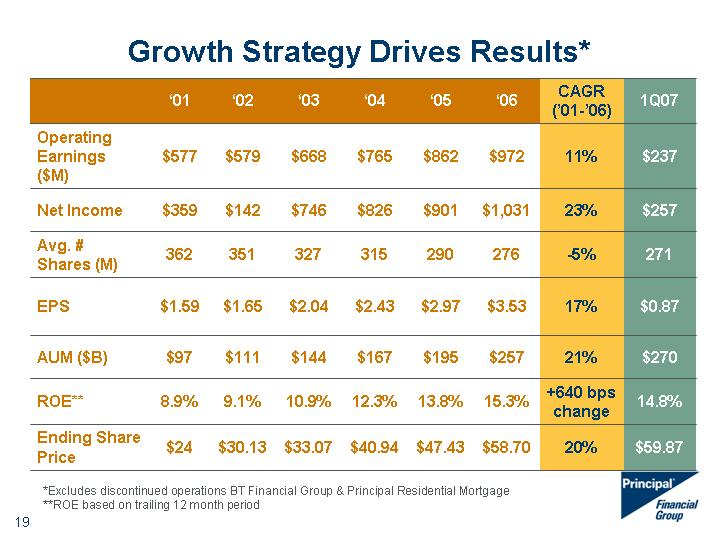 Growth Strategy Drives Results*
‘01 ‘02 ‘03 ‘04 ‘05 ‘06 CAGR (’01-’06) 1Q07
Operating Earnings ($M) $577 $579 $668 $765 $862 $972 11% $237
Net Income $359 $142 $746 $826 $901 $1,031 23% $257
Avg. # Shares (M) 362 351 327 315 290 276 -5% 271
EPS $1.59 $1.65 $2.04 $2.43 $2.97 $3.53 17% $0.87
AUM ($B) $97 $111 $144 $167 $195 $257 21% $270
ROE** 8.9% 9.1% 10.9% 12.3% 13.8% 15.3% +640 bps change 14.8%
Ending Share Price $24 $30.13 $33.07 $40.94 $47.43 $58.70 20% $59.87
*Excludes discontinued operations BT Financial Group & Principal Residential Mortgage
**ROE based on trailing 12 month period
19
Principal®
Financial
Group